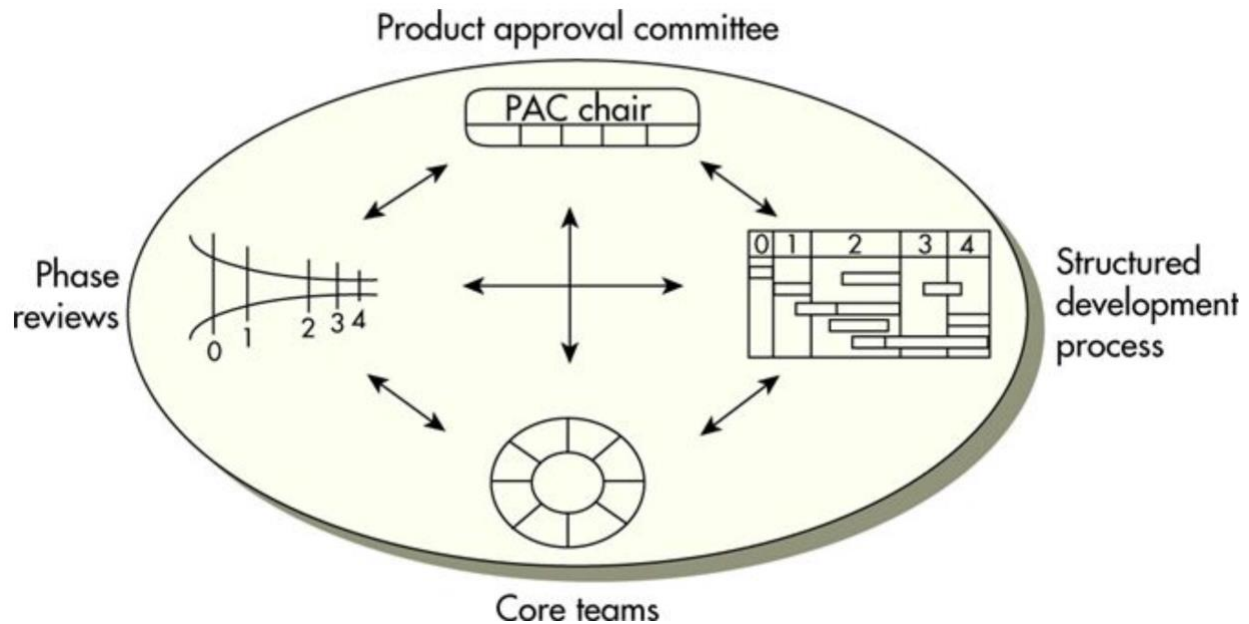 Product approval committee
PAC chair
Phase
reviews
0
1
2
3
4
0 1 2 3 4
Structured
development
process
Core teams